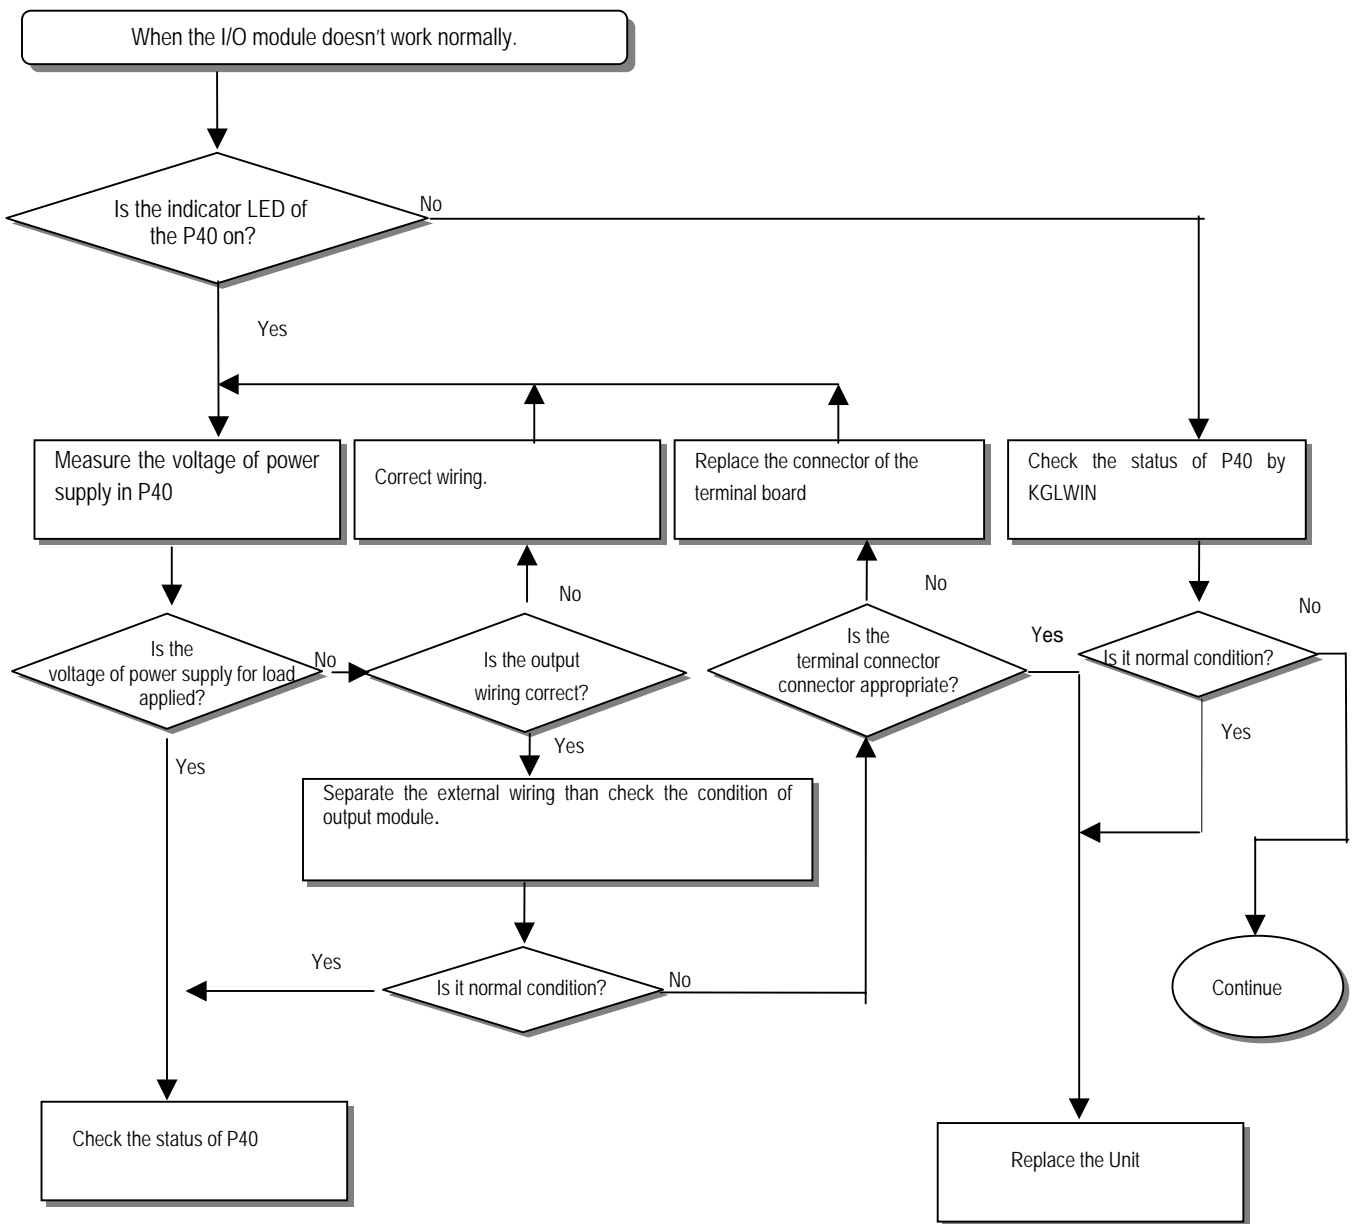 When the I/O module doesn't work normally.
Is the indicator LED of
the P40 on?
No
Yes
Measure the voltage of power
supply in P40
Correct wiring.
Replace the connector of the
terminal board
Check the status of P40 by
KGLWIN
No
No
No
Is the
voltage of power supply for load
applied?
No
Is the output
wiring correct?
Is the
terminal connector
connector appropriate?
Yes
Is it normal condition?
Yes
Yes
Yes
Separate the external wiring than check the condition of
output module.
Yes
Is it normal condition?
No
Continue
Check the status of P40
Replace the Unit